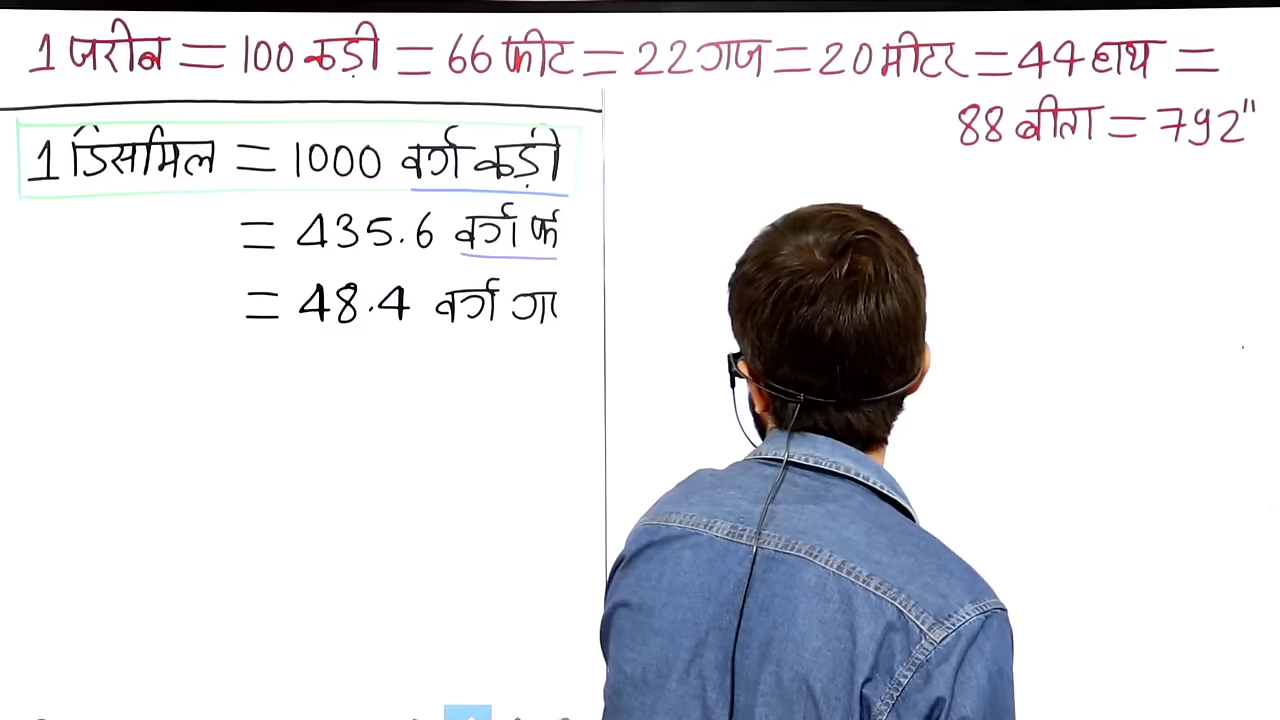 1 जरीब = 100 कड़ी = 66 फीट = 22 गज = 20 मीटर = 44 हाथ =
88 बीता = 792"
1 डिसमिल = 1000 वर्ग कड़ी
= 435.6 वर्ग
= 48.4 वर्ग